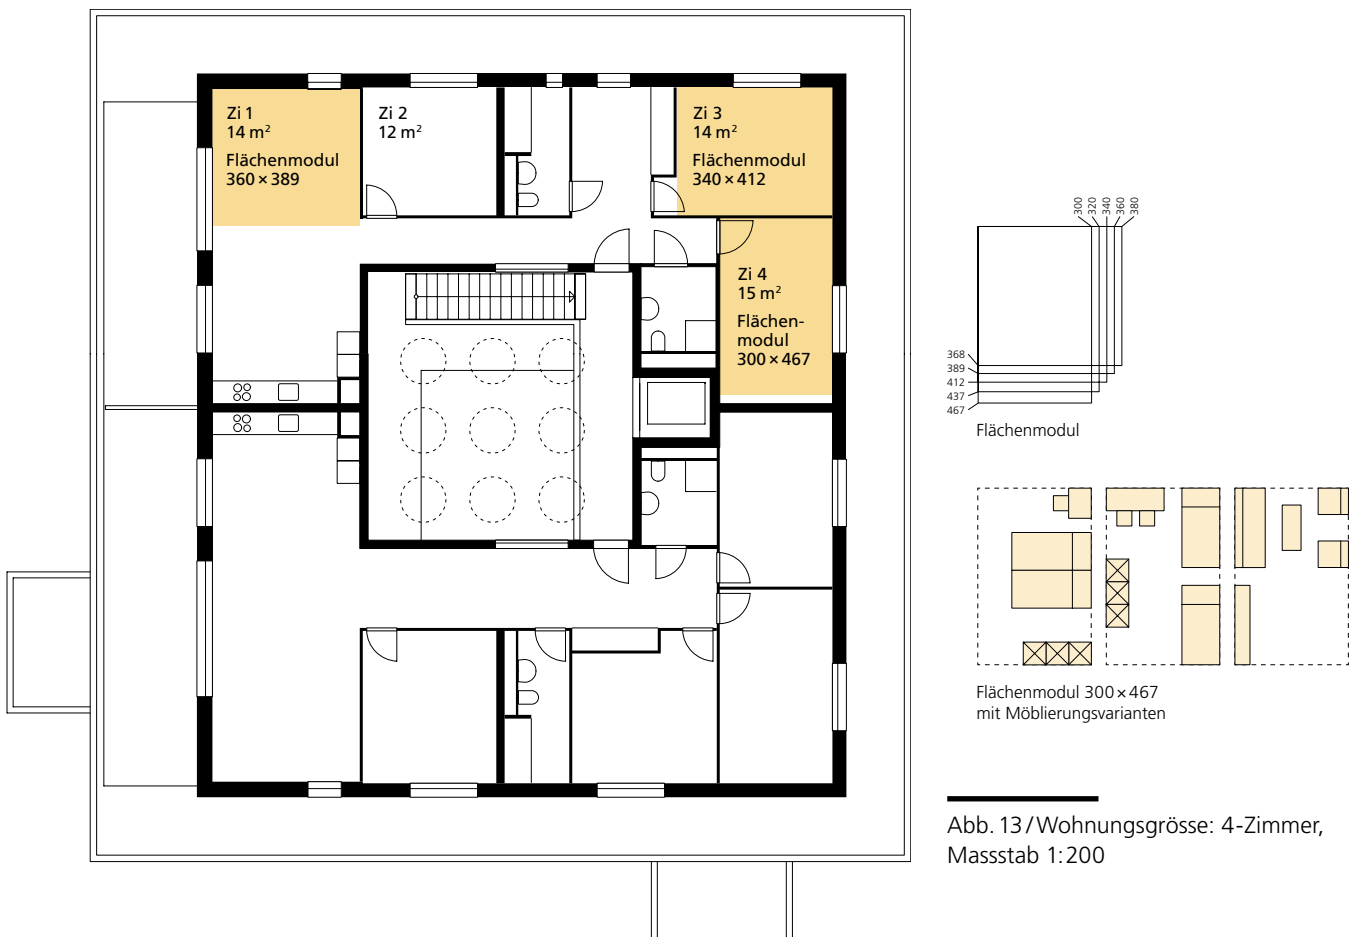 Zi 1
14 m²
Flächenmodul
360 × 389
Zi 2
12 m²
Zi 3
14 m²
Flächenmodul
340 × 412
Zi 4
15 m²
Flächen-
modul
300 × 467
300
320
340
360
380
368
389
412
437
467
Flächenmodul
Flächenmodul 300 × 467
mit Möblierungsvarianten
Abb. 13 / Wohnungsgrösse: 4-Zimmer,
Massstab 1:200